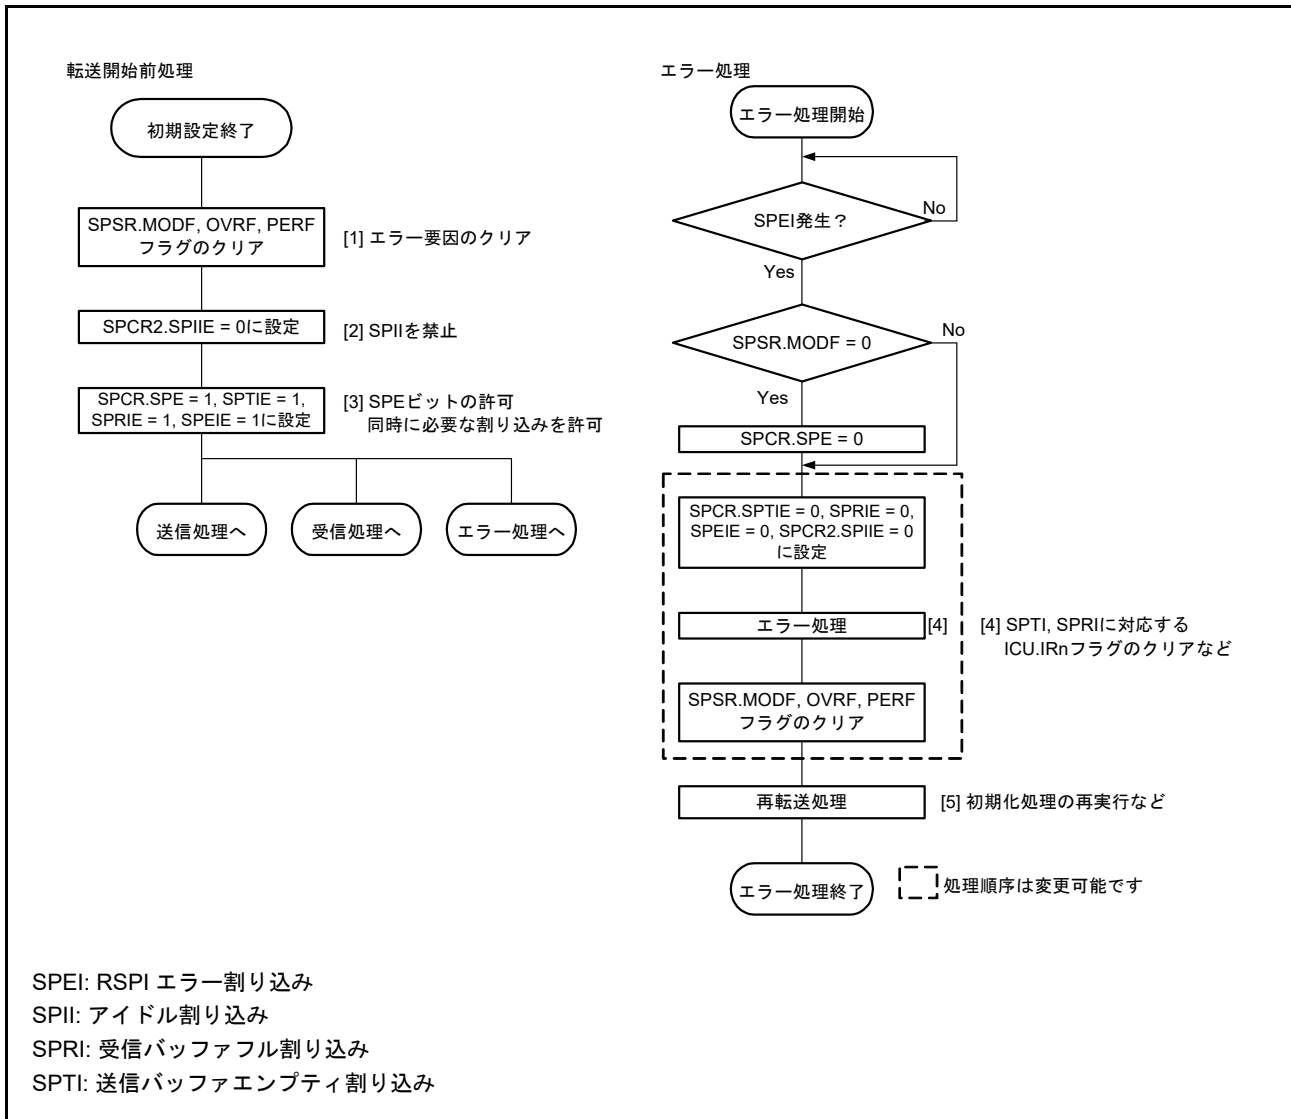 転送開始前処理
初期設定終了
SPSR.MODF, OVRF, PERF
フラグのクリア
[1] エラー要因のクリア
SPCR2.SPIIE = 0に設定
[2] SPIIを禁止
SPCR.SPE = 1, SPTIE = 1,
SPRIE = 1, SPEIE = 1に設定
[3] SPEビットの許可
同時に必要な割り込みを許可
送信処理へ
受信処理へ
エラー処理へ
エラー処理
エラー処理開始
SPEI発生？
No
Yes
SPSR.MODF = 0
No
Yes
SPCR.SPE = 0
SPCR.SPTIE = 0, SPRIE = 0,
SPEIE = 0, SPCR2.SPIIE = 0
に設定
エラー処理
[4]
[4] SPTI, SPRIに対応する
ICU.IRnフラグのクリアなど
SPSR.MODF, OVRF, PERF
フラグのクリア
再転送処理
[5] 初期化処理の再実行など
エラー処理終了
処理順序は変更可能です
SPEI: RSPI エラー割り込み
SPII: アイドル割り込み
SPRI: 受信バッファフル割り込み
SPTI: 送信バッファエンプティ割り込み